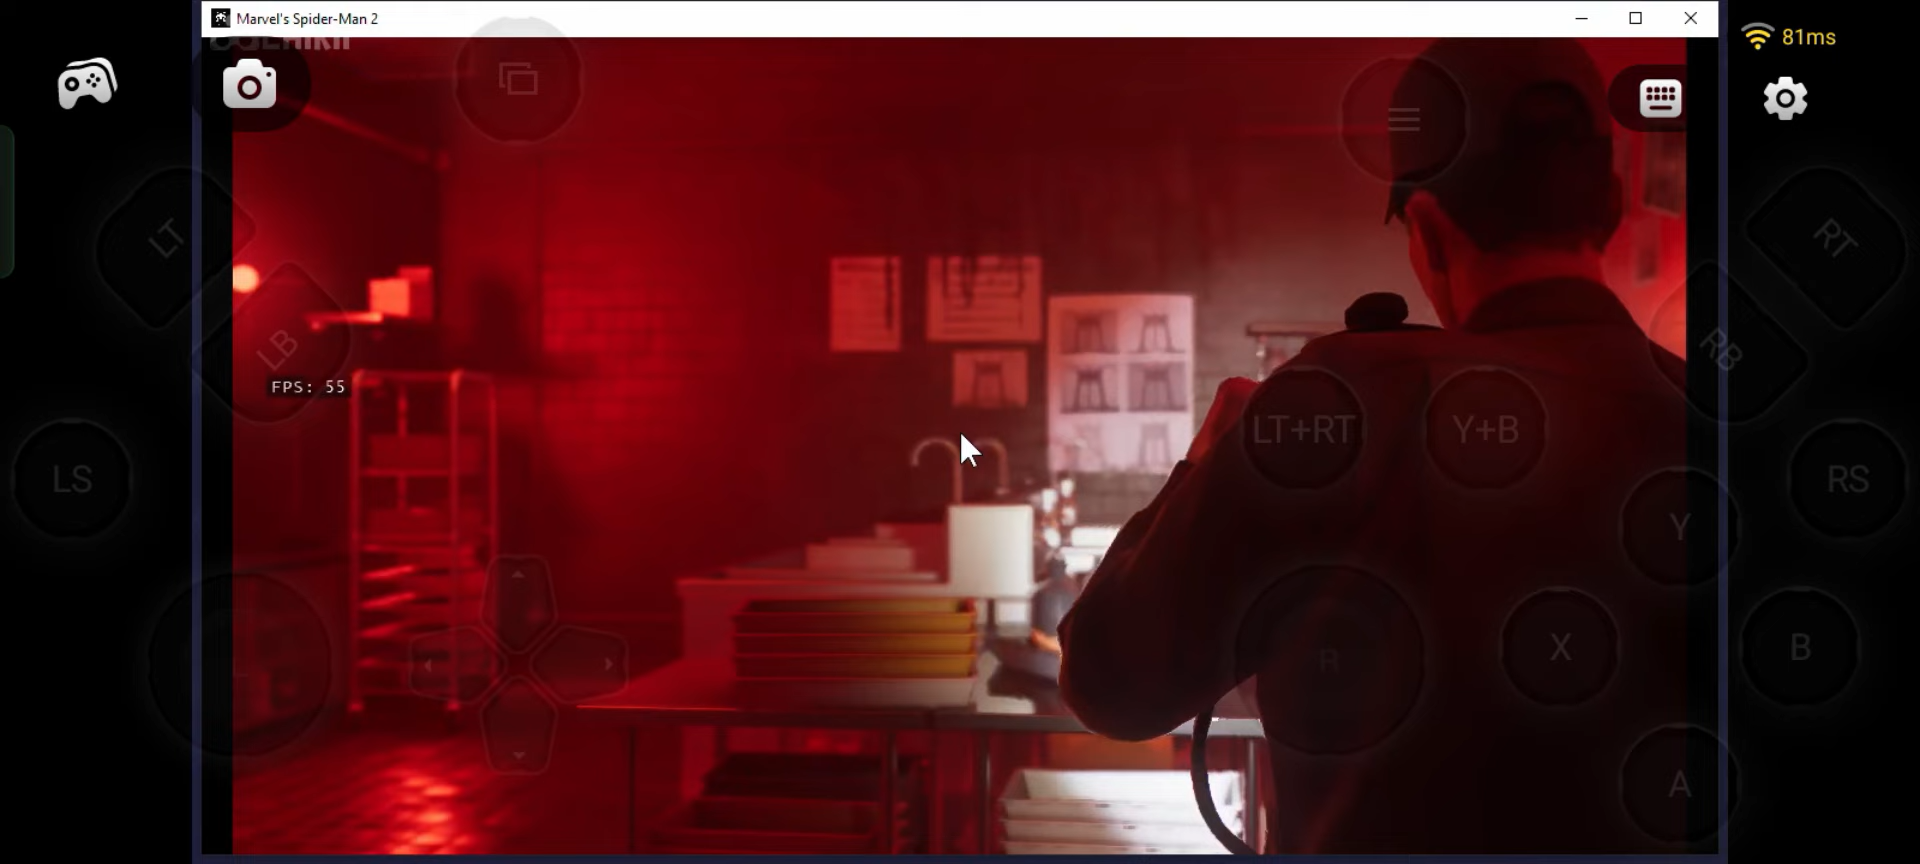 Marvel's Spider-Man 2
81ms
LT
RT
LB
RB
FPS: 55
LT+RT
Y+B
LS
RS
Y
R
X
B
A